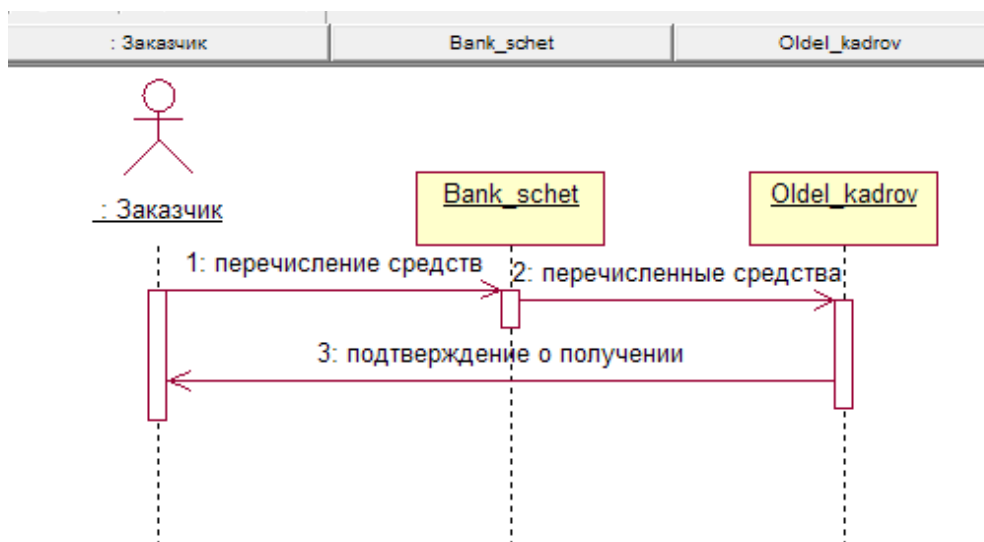 : Заказчик
Bank_schet
Oldel_kadrov
: Заказчик
Bank_schet
Oldel_kadrov
1: перечисление средств
2: перечисленные средства
3: подтверждение о получении